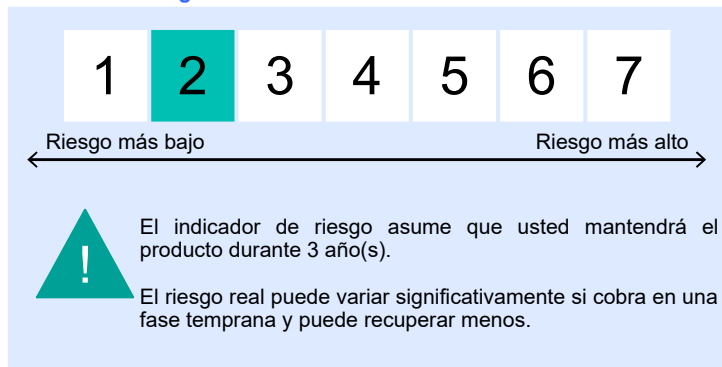 1 2 3 4 5 6 7
Riesgo más bajo Riesgo más alto
!
El indicador de riesgo asume que usted mantendrá el
producto durante 3 año(s).
El riesgo real puede variar significativamente si cobra en una
fase temprana y puede recuperar menos.